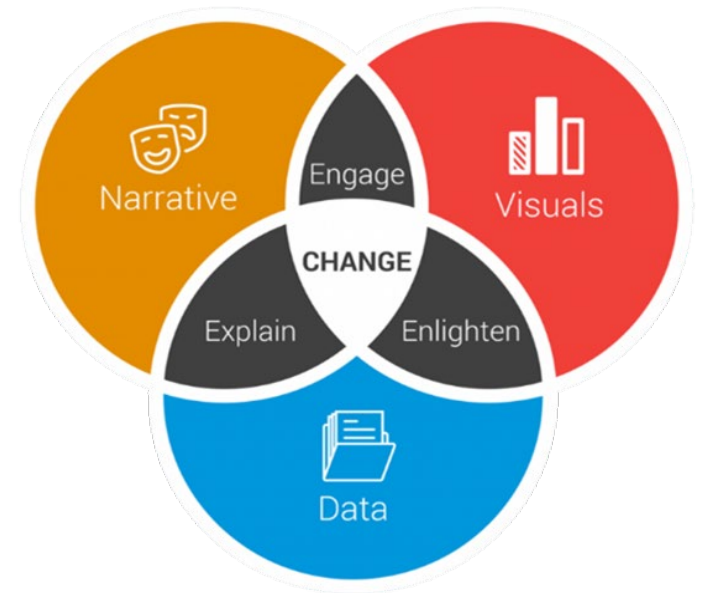 Engage
Narrative
Visuals
CHANGE
Explain
Enlighten
Data